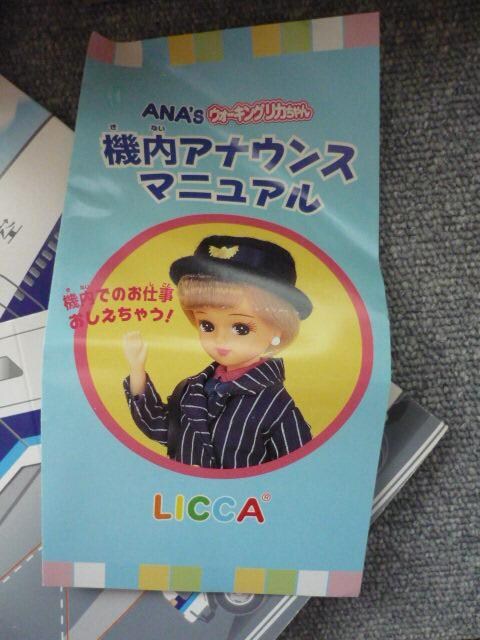 ANA's ウォーキングリカちゃん
機内アナウンス
マニュアル
機内でのお仕事
おしえちゃう!
LICCA®